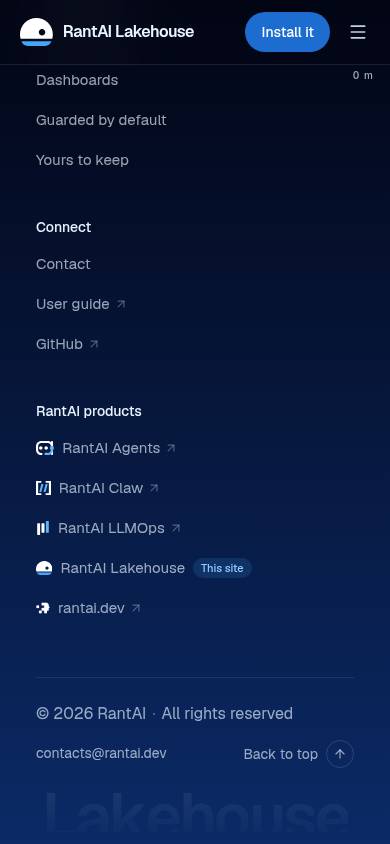 RantAI Lakehouse
Install it
Dashboards
0 m
Guarded by default
Yours to keep
Connect
Contact
User guide
GitHub
RantAI products
RantAI Agents
RantAI Claw
RantAI LLMOps
RantAI Lakehouse This site
rantai.dev
© 2026 RantAI · All rights reserved
contacts@rantai.dev
Back to top
Lakehouse